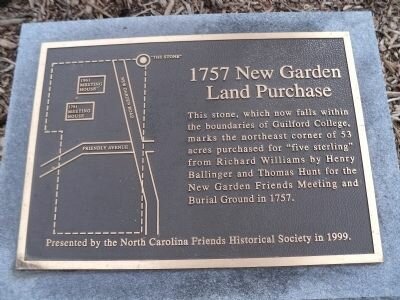 "THE STONE"
1961
MEETING
HOUSE
NEW GARDEN ROAD
1791
MEETING
HOUSE
FRIENDLY AVENUE
1757 New Garden
Land Purchase
This stone, which now falls within
the boundaries of Guilford College,
marks the northeast corner of 53
acres purchased for "five sterling"
from Richard Williams by Henry
Ballinger and Thomas Hunt for the
New Garden Friends Meeting and
Burial Ground in 1757.
Presented by the North Carolina Friends Historical Society in 1999.